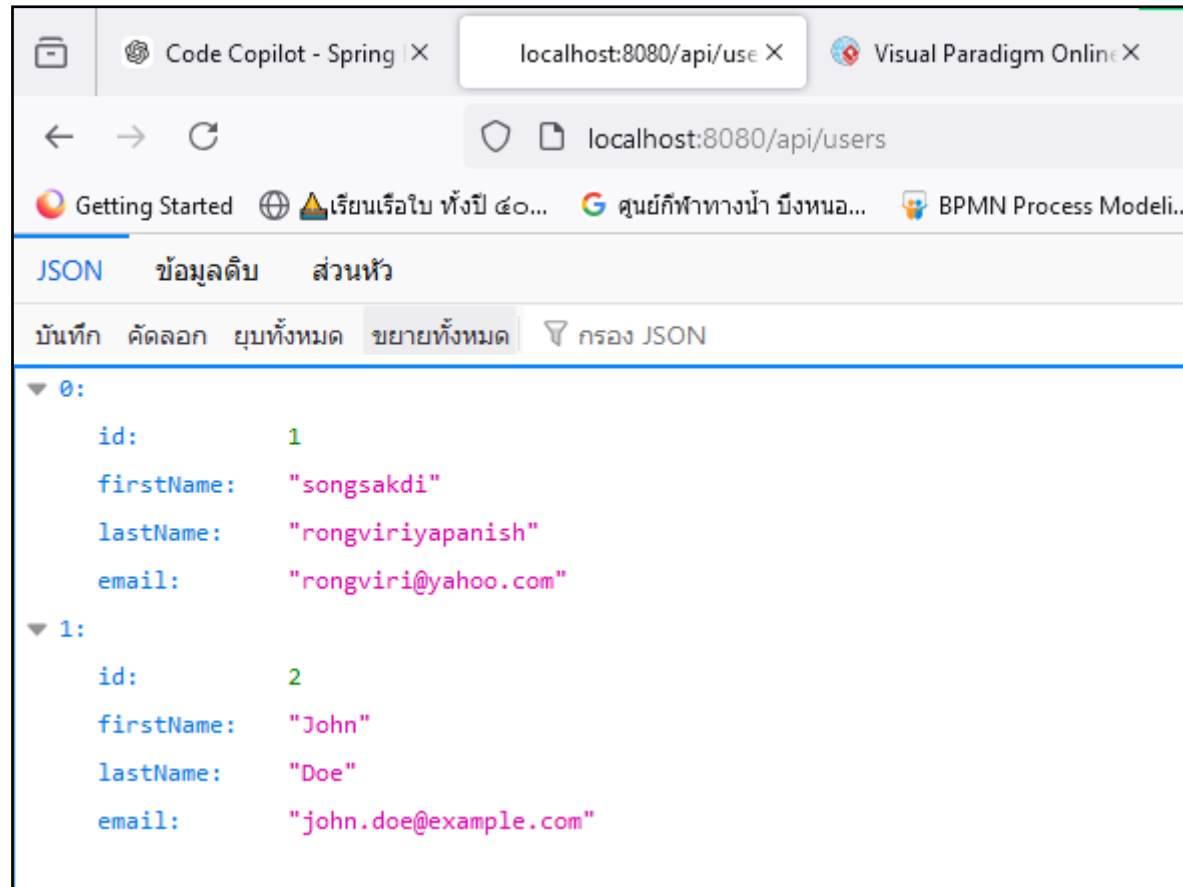 Code Copilot - Spring
localhost:8080/api/use
Visual Paradigm Online
localhost:8080/api/users
Getting Started
เรียนเรือใบ ทั้งปี ๔๐...
ศูนย์กีฬาทางน้ำ บึงหนอ...
BPMN Process Modeli..
JSON ข้อมูลดิบ ส่วนหัว
บันทึก คัดลอก ยุบทั้งหมด ขยายทั้งหมด กรอง JSON
0:
id: 1
firstName: "songsakdi"
lastName: "rongviriyapanish"
email: "rongviri@yahoo.com"
1:
id: 2
firstName: "John"
lastName: "Doe"
email: "john.doe@example.com"